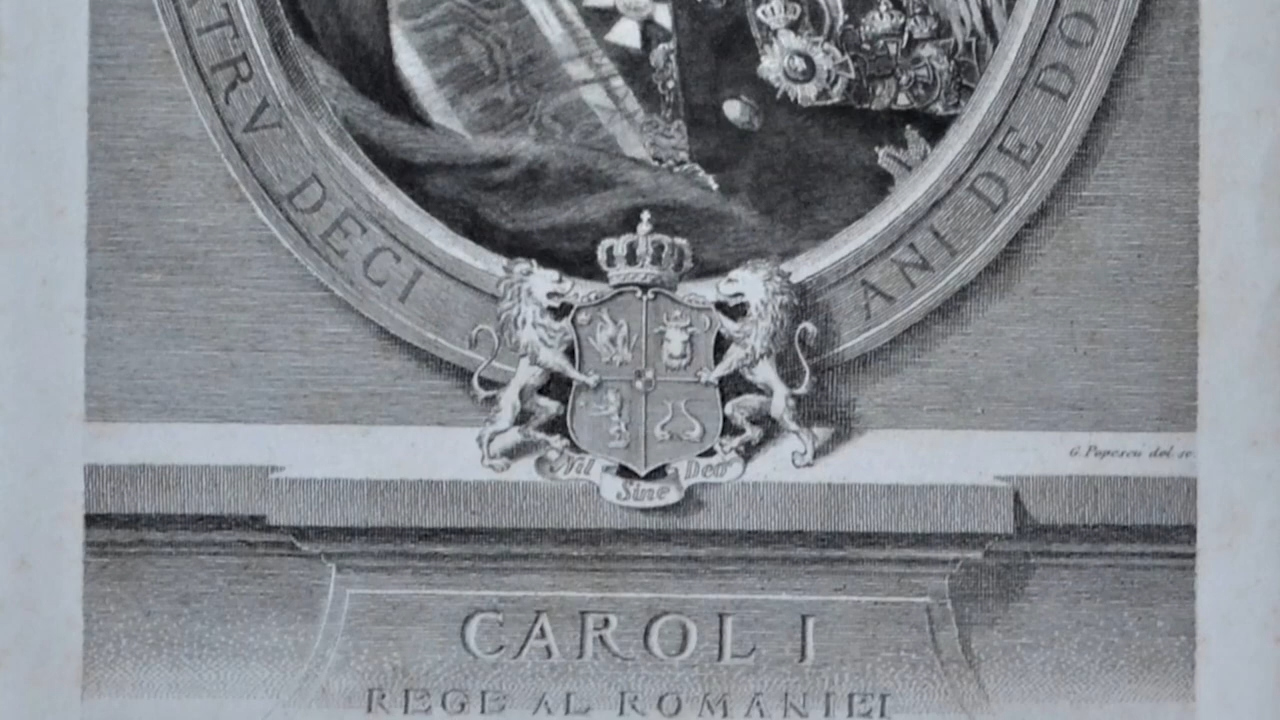 ATRV DECI
ANI DE DO
Nil Sine Deo
G. Popescu del sc.
CAROL I
REGE AL ROMANIEI